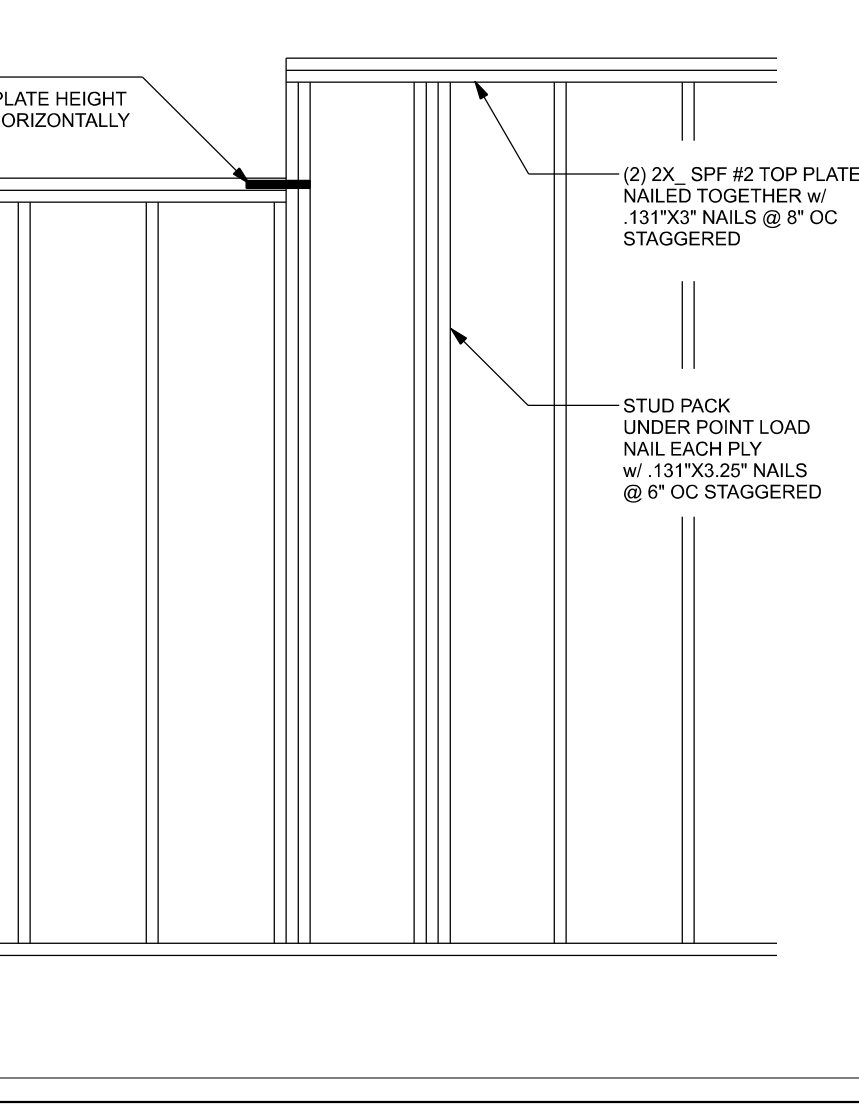 PLATE HEIGHT
ORIZONTALLY
(2) 2X_ SPF #2 TOP PLATE
NAILED TOGETHER w/
.131"X3" NAILS @ 8" OC
STAGGERED
STUD PACK
UNDER POINT LOAD
NAIL EACH PLY
w/ .131"X3.25" NAILS
@ 6" OC STAGGERED